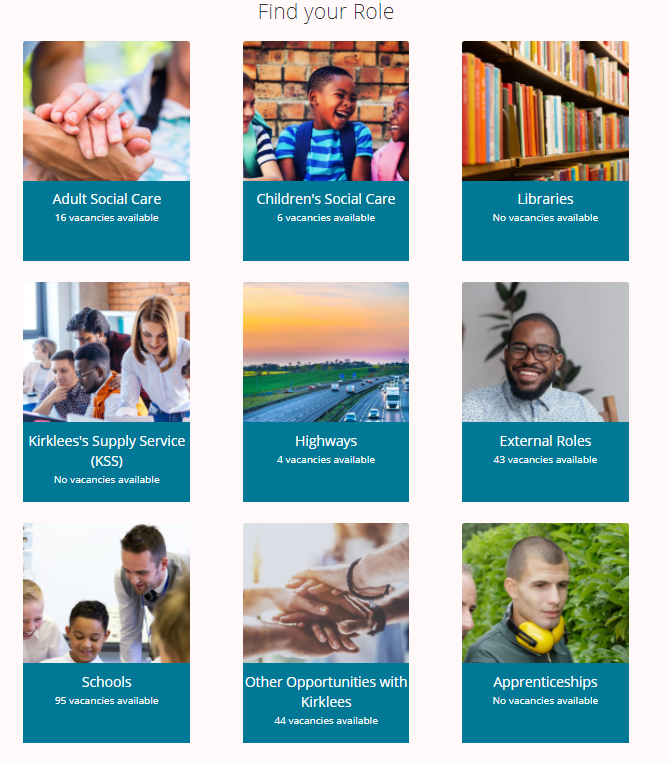 Find your Role
Adult Social Care
16 vacancies available
Children's Social Care
6 vacancies available
Libraries
No vacancies available
Kirklees's Supply Service
(KSS)
No vacancies available
Highways
4 vacancies available
External Roles
43 vacancies available
Schools
95 vacancies available
Other Opportunities with
Kirklees
44 vacancies available
Apprenticeships
No vacancies available